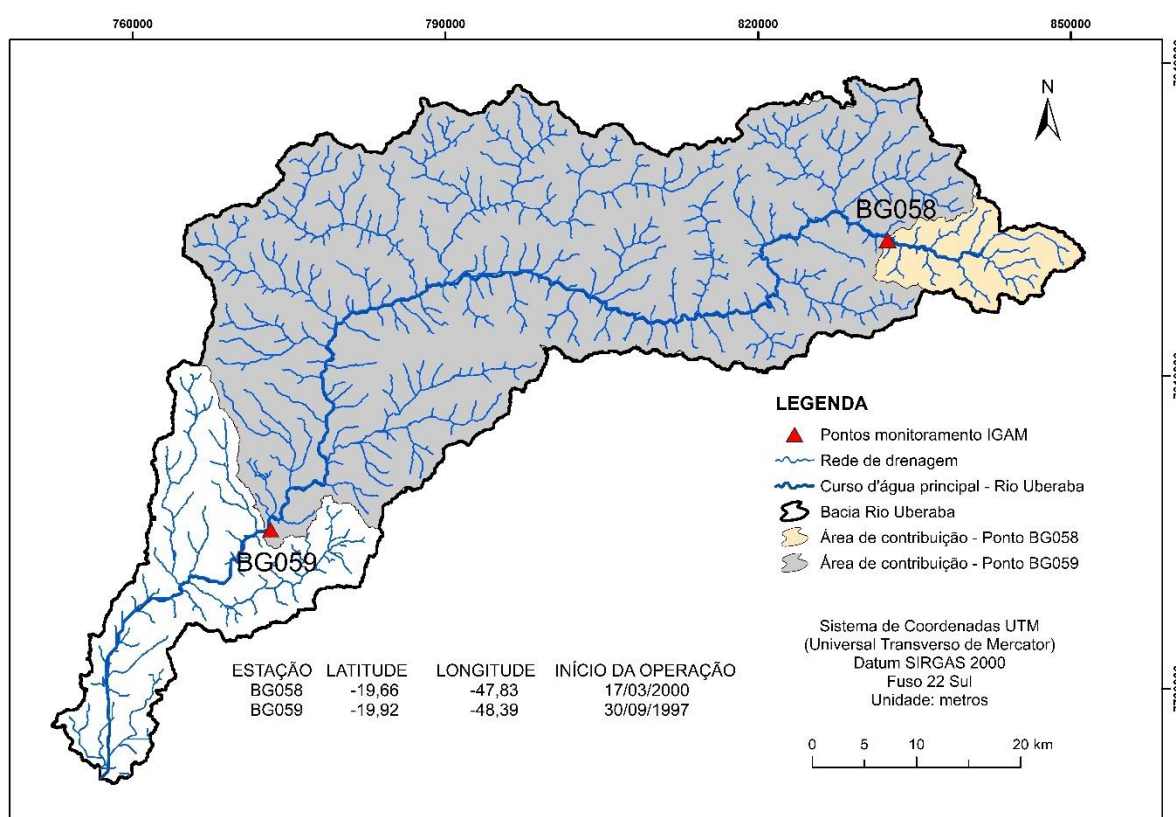 760000 790000 820000 850000
N
BG058
BG059
LEGENDA
Pontos monitoramento IGAM
Rede de drenagem
Curso d'água principal - Rio Uberaba
Bacia Rio Uberaba
Área de contribuição - Ponto BG058
Área de contribuição - Ponto BG059
Sistema de Coordenadas UTM
(Universal Transverso de Mercator)
Datum SIRGAS 2000
Fuso 22 Sul
Unidade: metros
ESTAÇÃO LATITUDE LONGITUDE INÍCIO DA OPERAÇÃO
BG058 -19,66 -47,83 17/03/2000
BG059 -19,92 -48,39 30/09/1997
0 5 10 20 km